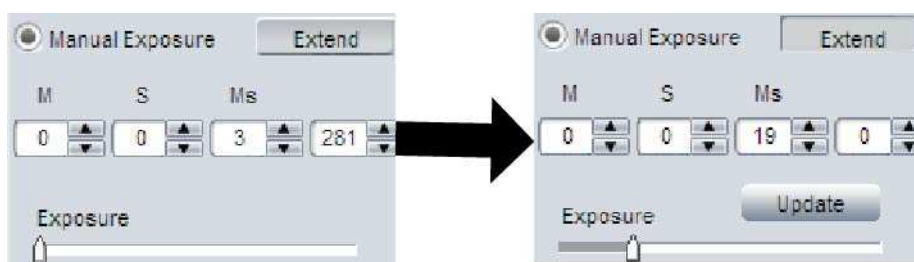 Manual Exposure Extend
M S Ms
0 0 3 281
Exposure
Manual Exposure Extend
M S Ms
0 0 19 0
Update
Exposure